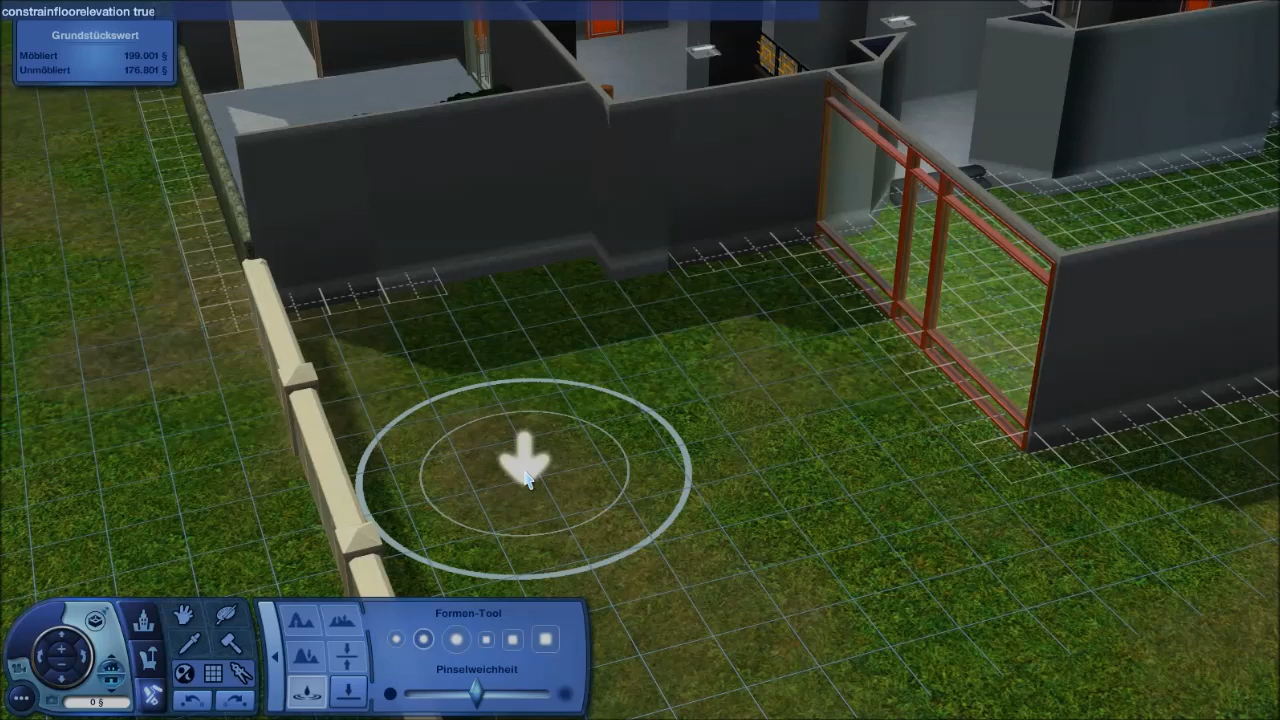 constrainfloorelevation true
Grundstückswert
Möbliert 199.001 §
Unmöbliert 176.801 §
Formen-Tool
Pinselweichheit
0 §